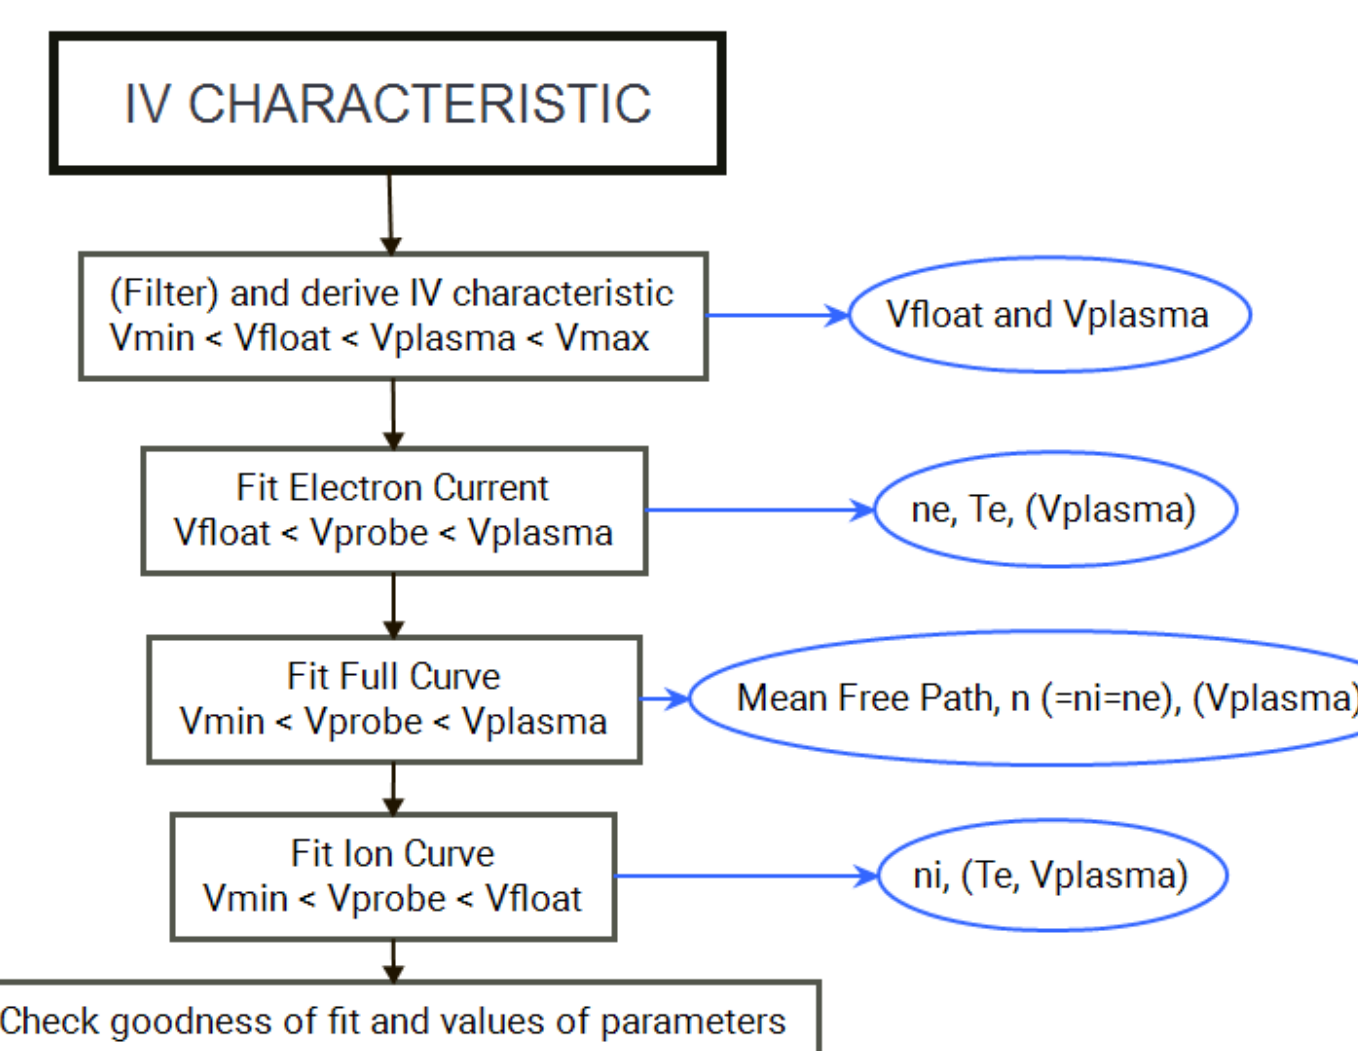 IV CHARACTERISTIC
(Filter) and derive IV characteristic
Vmin < Vfloat < Vplasma < Vmax
Vfloat and Vplasma
Fit Electron Current
Vfloat < Vprobe < Vplasma
ne, Te, (Vplasma)
Fit Full Curve
Vmin < Vprobe < Vplasma
Mean Free Path, n (=ni=ne), (Vplasma)
Fit Ion Curve
Vmin < Vprobe < Vfloat
ni, (Te, Vplasma)
Check goodness of fit and values of parameters